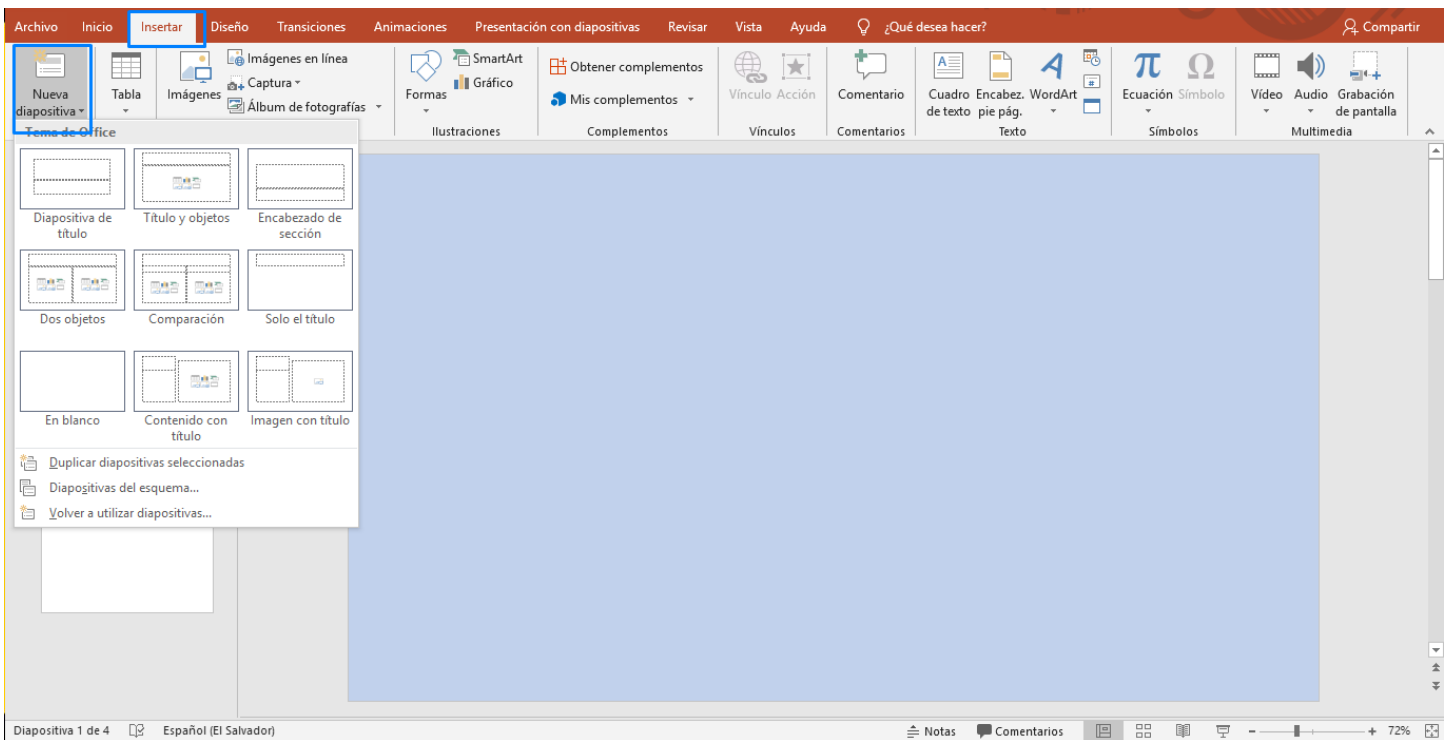 Archivo Inicio Insertar Diseño Transiciones Animaciones Presentación con diapositivas Revisar Vista Ayuda ¿Qué desea hacer? Compartir
Nueva diapositiva
Tabla
Imágenes
Imágenes en línea
Captura
Álbum de fotografías
Formas
SmartArt
Gráfico
Ilustraciones
Obtener complementos
Mis complementos
Complementos
Vínculo Acción
Vínculos
Comentario
Comentarios
Cuadro de texto
Encabez. pie pág.
WordArt
Texto
Ecuación Símbolo
Símbolos
Vídeo Audio
Grabación de pantalla
Multimedia
Tema de Office
Diapositiva de título
Título y objetos
Encabezado de sección
Dos objetos
Comparación
Solo el título
En blanco
Contenido con título
Imagen con título
Duplicar diapositivas seleccionadas
Diapositivas del esquema...
Volver a utilizar diapositivas...
Diapositiva 1 de 4 Español (El Salvador) Notas Comentarios 72%